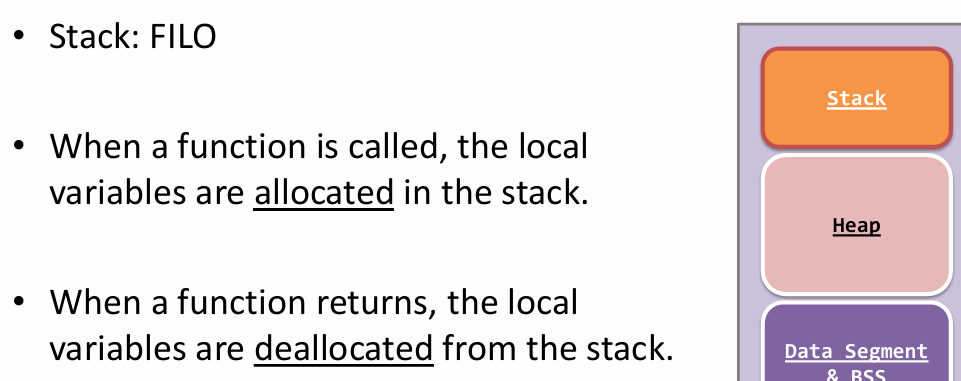 • Stack: FILO
• When a function is called, the local
variables are allocated in the stack.
• When a function returns, the local
variables are deallocated from the stack.
Stack
Heap
Data Segment
& BSS